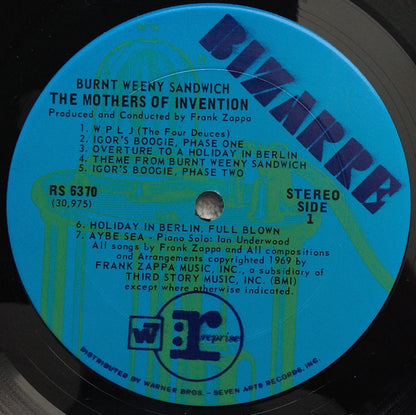 BIZARRE
BURNT WEENY SANDWICH
THE MOTHERS OF INVENTION
Produced and Conducted by Frank Zappa
1. W P L J (The Four Deuces)
2. IGOR'S BOOGIE, PHASE ONE
3. OVERTURE TO A HOLIDAY IN BERLIN
4. THEME FROM BURNT WEENY SANDWICH
5. IGOR'S BOOGIE, PHASE TWO
RS 6370
(30,975)
STEREO
SIDE
1
6. HOLIDAY IN BERLIN, FULL BLOWN
7. AYBE SEA - Piano Solo: Ian Underwood
All songs by Frank Zappa and All compositions
and Arrangements copyrighted 1969 by
FRANK ZAPPA MUSIC, INC., a subsidiary of
THIRD STORY MUSIC, INC. (BMI)
except where otherwise indicated.
W7
r
reprise
DISTRIBUTED BY WARNER BROS. - SEVEN ARTS RECORDS, INC.